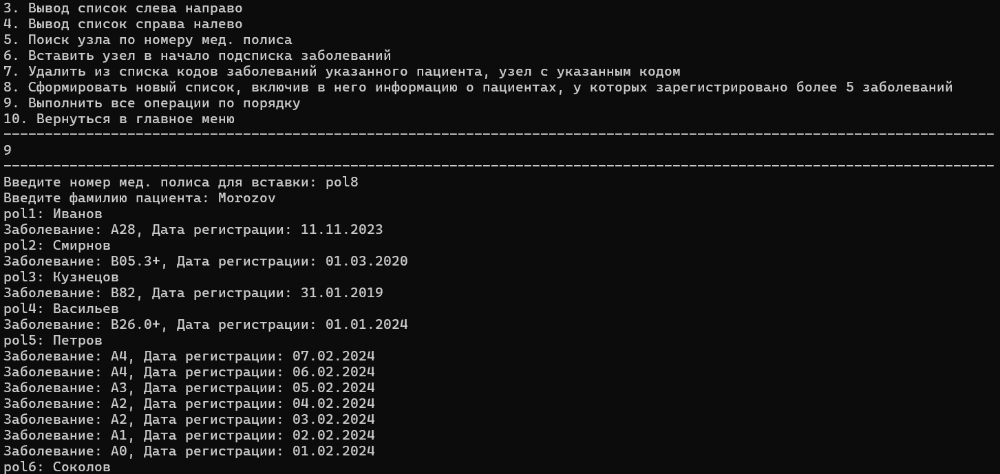 3. Вывод список слева направо
4. Вывод список справа налево
5. Поиск узла по номеру мед. полиса
6. Вставить узел в начало подсписка заболеваний
7. Удалить из списка кодов заболеваний указанного пациента, узел с указанным кодом
8. Сформировать новый список, включив в него информацию о пациентах, у которых зарегистрировано более 5 заболеваний
9. Выполнить все операции по порядку
10. Вернуться в главное меню
------------------------------------------------------------------------------------------------------------------------
9
------------------------------------------------------------------------------------------------------------------------
Введите номер мед. полиса для вставки: pol8
Введите фамилию пациента: Morozov
pol1: Иванов
Заболевание: A28, Дата регистрации: 11.11.2023
pol2: Смирнов
Заболевание: B05.3+, Дата регистрации: 01.03.2020
pol3: Кузнецов
Заболевание: B82, Дата регистрации: 31.01.2019
pol4: Васильев
Заболевание: B26.0+, Дата регистрации: 01.01.2024
pol5: Петров
Заболевание: A4, Дата регистрации: 07.02.2024
Заболевание: A4, Дата регистрации: 06.02.2024
Заболевание: A3, Дата регистрации: 05.02.2024
Заболевание: A2, Дата регистрации: 04.02.2024
Заболевание: A2, Дата регистрации: 03.02.2024
Заболевание: A1, Дата регистрации: 02.02.2024
Заболевание: A0, Дата регистрации: 01.02.2024
pol6: Соколов